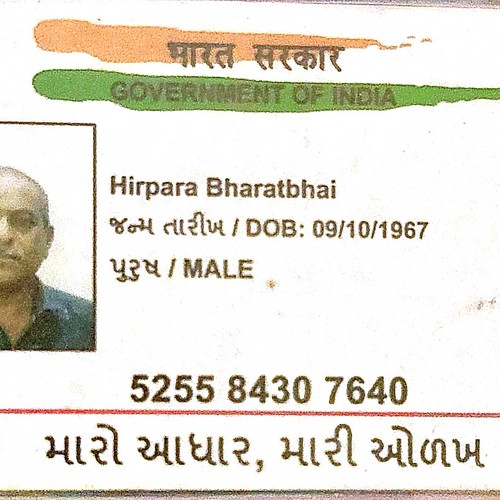 भारत सरकार
GOVERNMENT OF INDIA
Hirpara Bharatbhai
જન્મ તારીખ / DOB: 09/10/1967
પુરુષ / MALE
5255 8430 7640
મારો આધાર, મારી ઓળખ